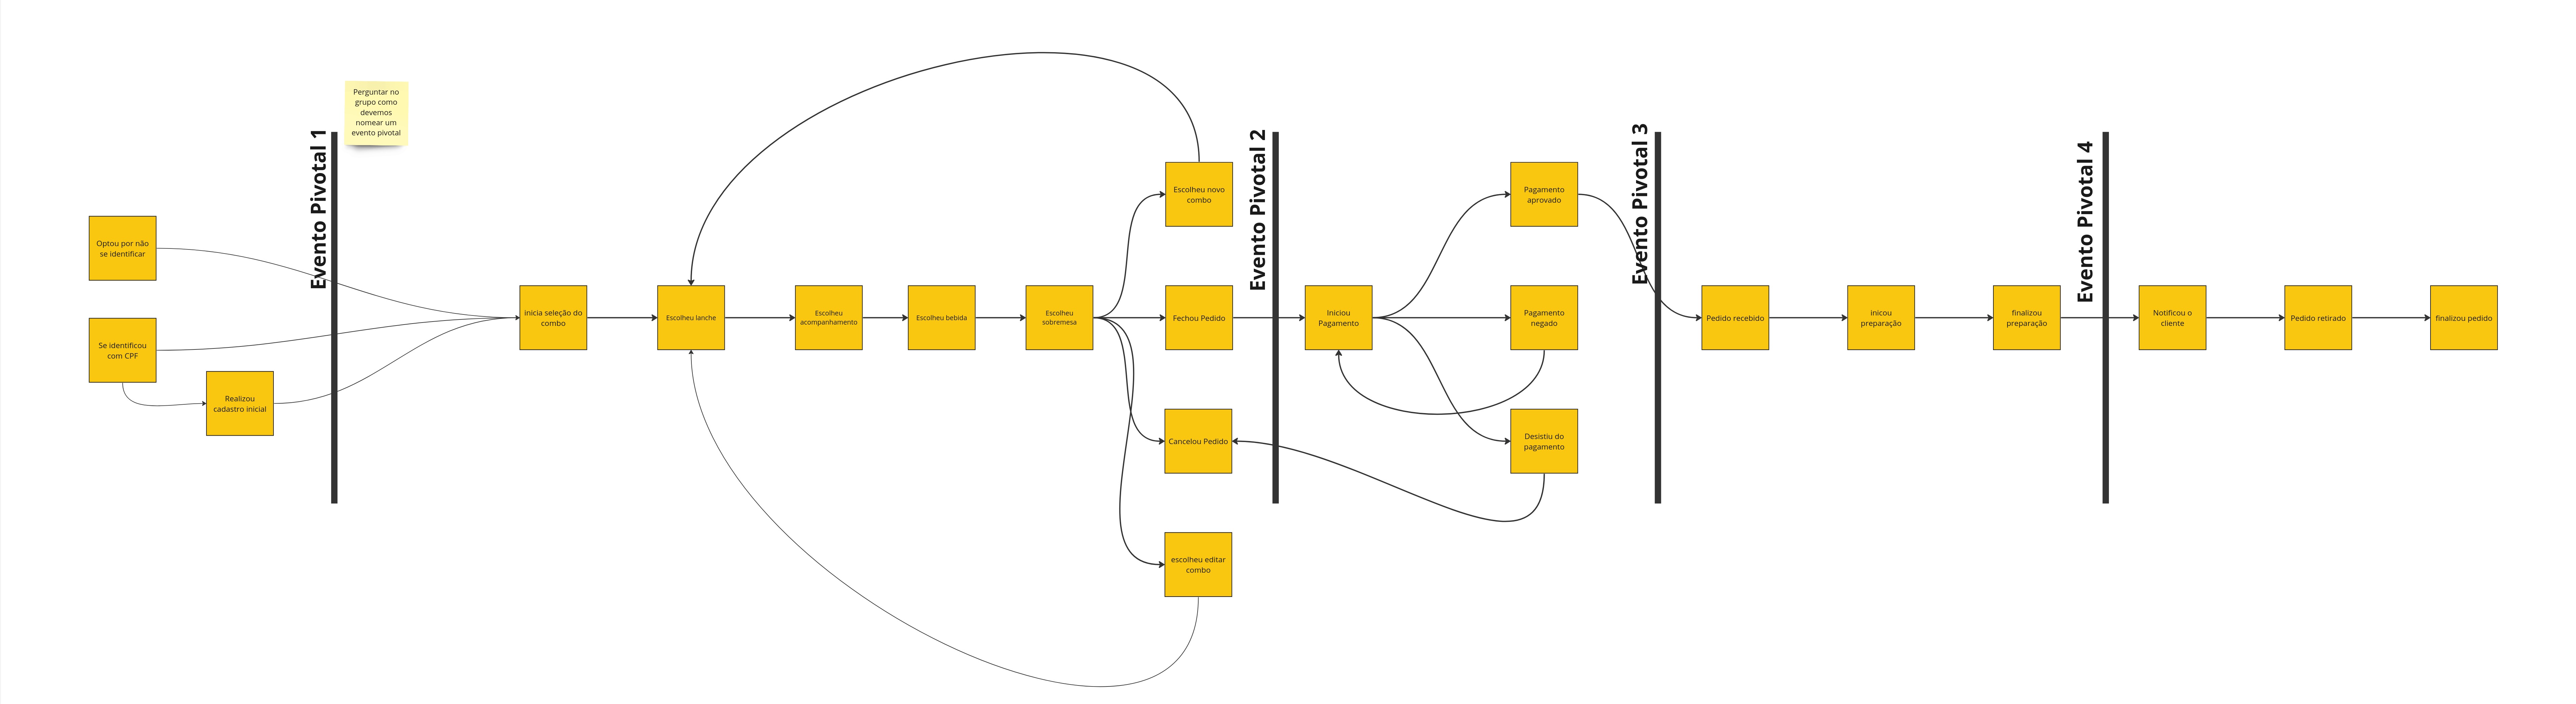 Perguntar no
grupo como
devemos
nomear um
evento pivotal
Evento Pivotal 1
Optou por não
se identificar
Se identificou
com CPF
Realizou
cadastro inicial
inicia seleção do
combo
Escolheu lanche
Escolheu
acompanhamento
Escolheu bebida
Escolheu
sobremesa
Escolheu novo
combo
Fechou Pedido
Cancelou Pedido
escolheu editar
combo
Evento Pivotal 2
Iniciou
Pagamento
Pagamento
aprovado
Pagamento
negado
Desistiu do
pagamento
Evento Pivotal 3
Pedido recebido
inicou
preparação
finalizou
preparação
Evento Pivotal 4
Notificou o
cliente
Pedido retirado
finalizou pedido